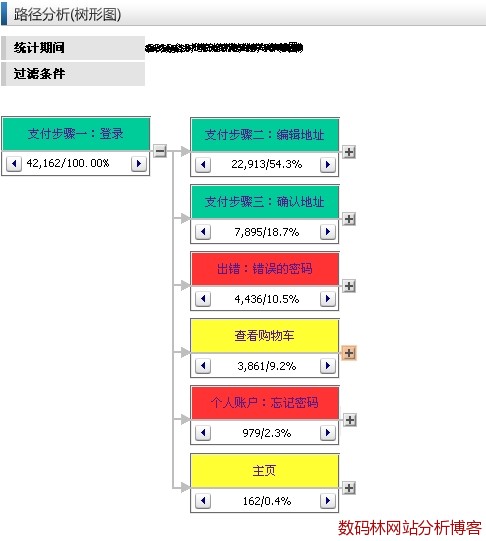 路径分析(树形图)
统计期间
过滤条件
支付步骤一：登录
42,162/100.00%
支付步骤二：编辑地址
22,913/54.3%
支付步骤三：确认地址
7,895/18.7%
出错：错误的密码
4,436/10.5%
查看购物车
3,861/9.2%
个人账户：忘记密码
979/2.3%
主页
162/0.4%
数码林网站分析博客